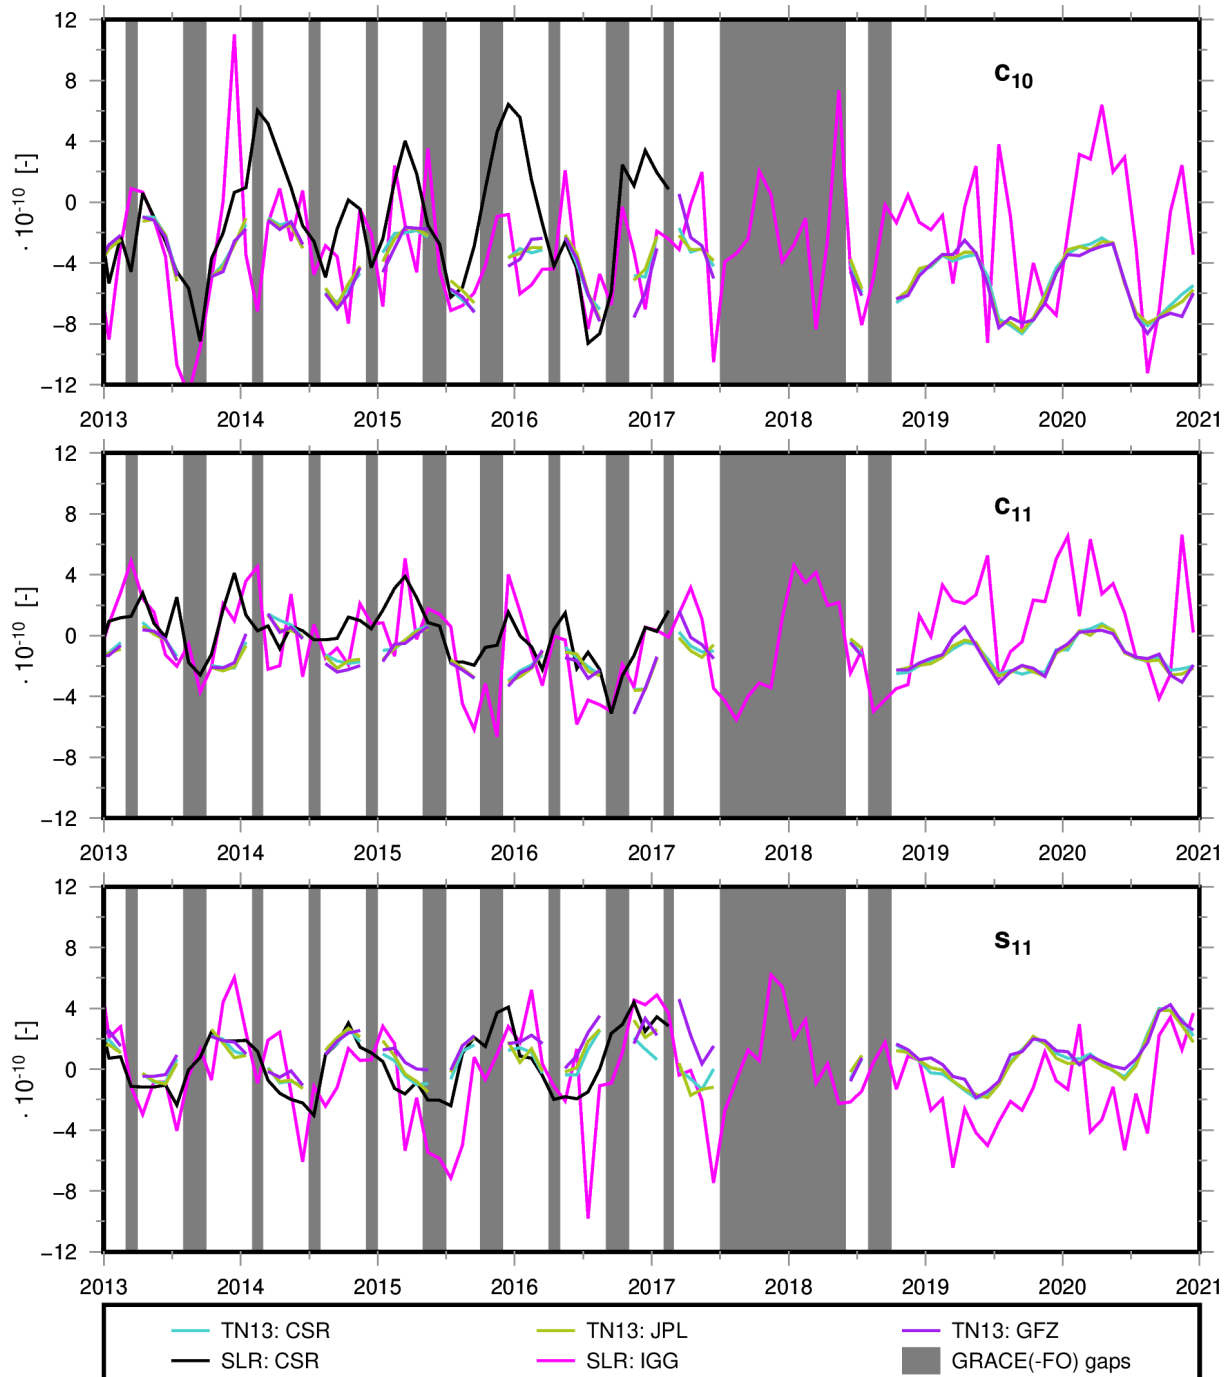 12
8
4
0
−4
−8
−12
· 10⁻¹⁰ [-]
c₁₀
2013 2014 2015 2016 2017 2018 2019 2020 2021
12
8
4
0
−4
−8
−12
· 10⁻¹⁰ [-]
c₁₁
2013 2014 2015 2016 2017 2018 2019 2020 2021
12
8
4
0
−4
−8
−12
· 10⁻¹⁰ [-]
s₁₁
2013 2014 2015 2016 2017 2018 2019 2020 2021
TN13: CSR TN13: JPL TN13: GFZ
SLR: CSR SLR: IGG GRACE(-FO) gaps